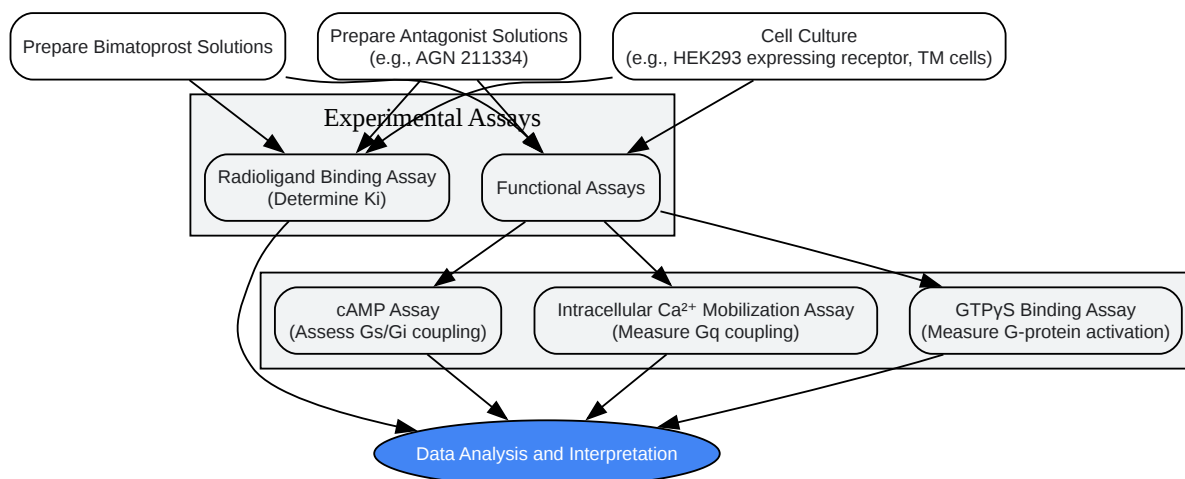 Prepare Bimatoprost Solutions
Prepare Antagonist Solutions
(e.g., AGN 211334)
Cell Culture
(e.g., HEK293 expressing receptor, TM cells)
Experimental Assays
Radioligand Binding Assay
(Determine Ki)
Functional Assays
cAMP Assay
(Assess Gs/Gi coupling)
Intracellular Ca²⁺ Mobilization Assay
(Measure Gq coupling)
GTPγS Binding Assay
(Measure G-protein activation)
Data Analysis and Interpretation